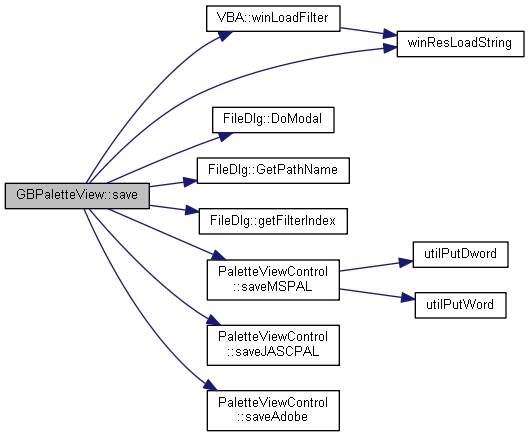 VBA::winLoadFilter
winResLoadString
FileDlg::DoModal
FileDlg::GetPathName
GBPaletteView::save
FileDlg::getFilterIndex
PaletteViewControl
::saveMSPAL
utilPutDword
utilPutWord
PaletteViewControl
::saveJASCPAL
PaletteViewControl
::saveAdobe